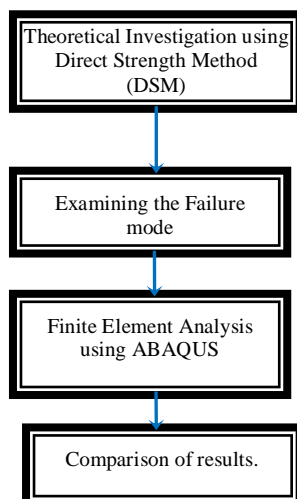 Theoretical Investigation using
Direct Strength Method
(DSM)
Examining the Failure
mode
Finite Element Analysis
using ABAQUS
Comparison of results.